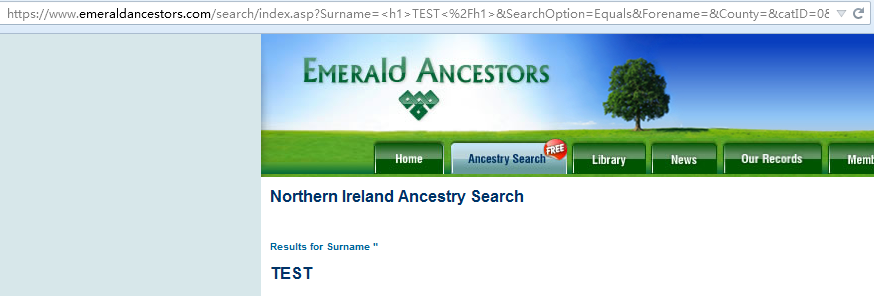 https://www.emeraldancestors.com/search/index.asp?Surname=<h1>TEST<%2Fh1>&SearchOption=Equals&Forename=&County=&catID=0&
EMERALD ANCESTORS
Home
Ancestry Search
FREE
Library
News
Our Records
Memb
Northern Ireland Ancestry Search
Results for Surname "
TEST